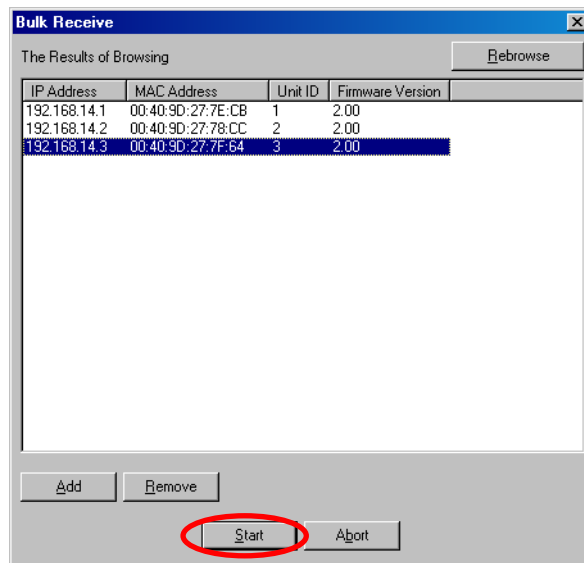 Bulk Receive
The Results of Browsing Rebrowse
IP Address MAC Address Unit ID Firmware Version
192.168.14.1 00:40:9D:27:7E:CB 1 2.00
192.168.14.2 00:40:9D:27:78:CC 2 2.00
192.168.14.3 00:40:9D:27:7F:64 3 2.00
Add Remove
Start Abort